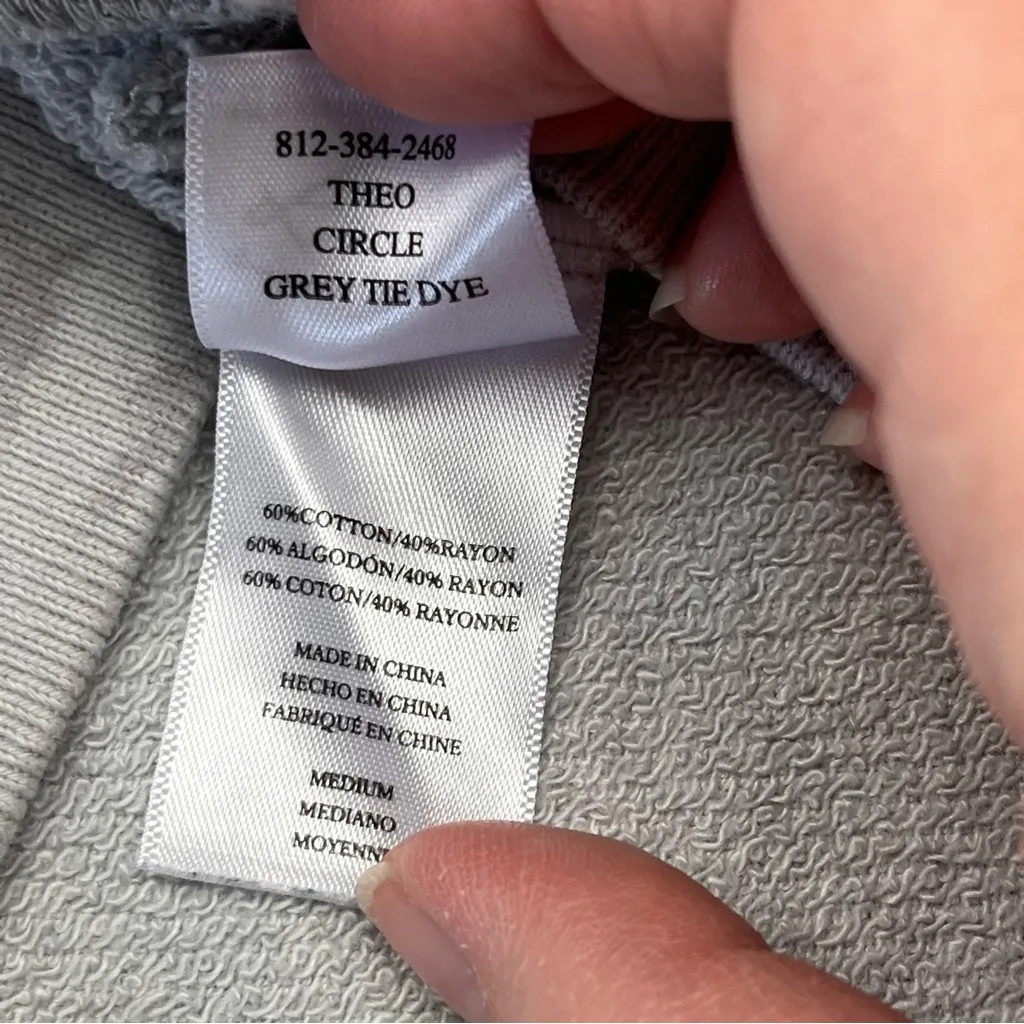 812-384-2468
THEO
CIRCLE
GREY TIE DYE
60%COTTON/40%RAYON
60% ALGODÓN/40% RAYON
60% COTON/40% RAYONNE
MADE IN CHINA
HECHO EN CHINA
FABRIQUÉ EN CHINE
MEDIUM
MEDIANO
MOYENN